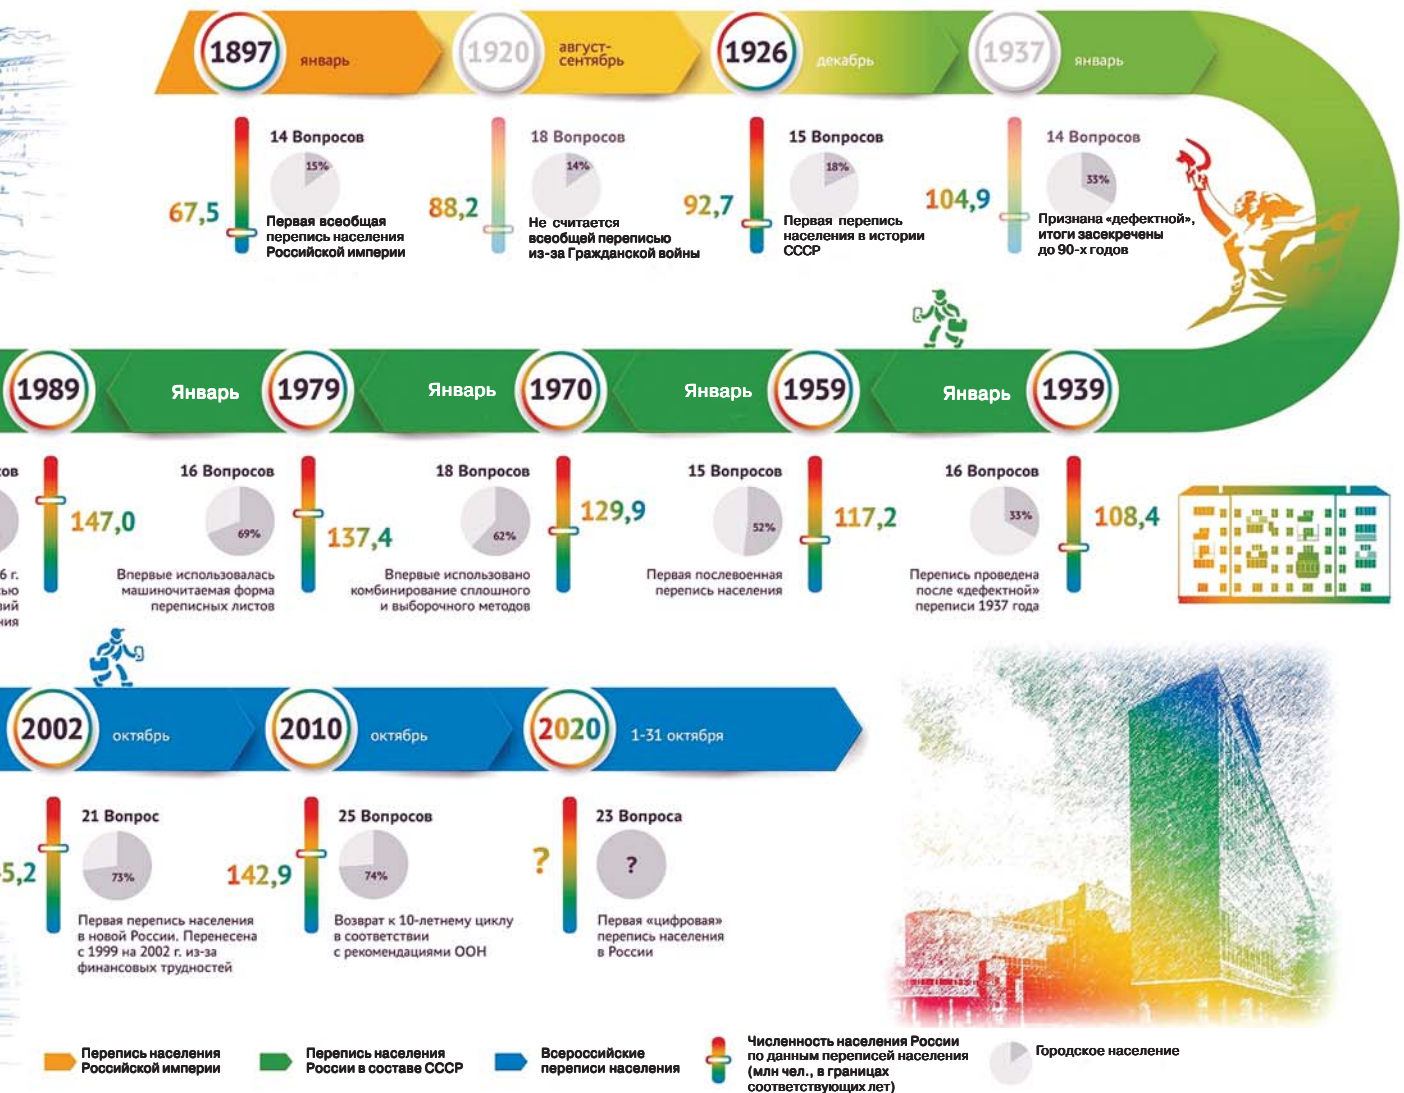 1897
январь
1920
август-
сентябрь
1926
декабрь
1937
январь
14 Вопросов
15%
67,5
Первая всеобщая
перепись населения
Российской империи
18 Вопросов
14%
88,2
Не считается
всеобщей переписью
из-за Гражданской войны
15 Вопросов
18%
92,7
Первая перепись
населения в истории
СССР
14 Вопросов
33%
104,9
Признана «дефектной»,
итоги засекречены
до 90-х годов
1989
Январь
1979
Январь
1970
Январь
1959
Январь
1939
147,0
6 г.
16 Вопросов
69%
137,4
Впервые использовалась
машиночитаемая форма
переписных листов
18 Вопросов
62%
129,9
Впервые использовано
комбинирование сплошного
и выборочного методов
15 Вопросов
52%
117,2
Первая послевоенная
перепись населения
16 Вопросов
33%
108,4
Перепись проведена
после «дефектной»
переписи 1937 года
2002
октябрь
2010
октябрь
2020
1-31 октября
5,2
21 Вопрос
73%
Первая перепись населения
в новой России. Перенесена
с 1999 на 2002 г. из-за
финансовых трудностей
25 Вопросов
74%
142,9
Возврат к 10-летнему циклу
в соответствии
с рекомендациями ООН
23 Вопроса
?
?
Первая «цифровая»
перепись населения
в России
Перепись населения
Российской империи
Перепись населения
России в составе СССР
Всероссийские
переписи населения
Численность населения России
по данным переписей населения
(млн чел., в границах
соответствующих лет)
Городское население